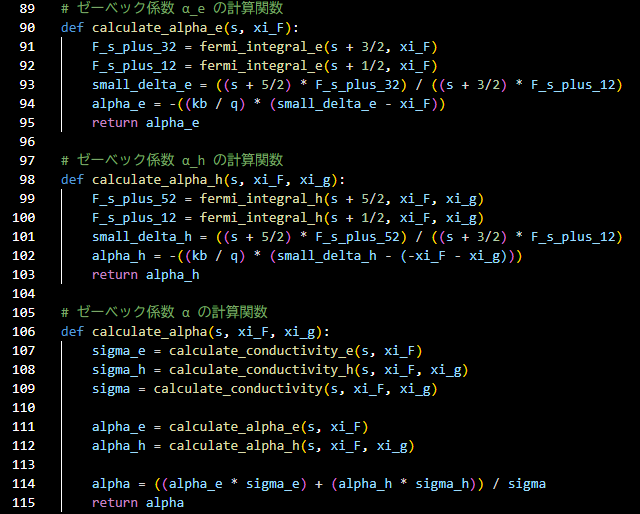 89 # ゼーベック係数 α_e の計算関数
90 def calculate_alpha_e(s, xi_F):
91     F_s_plus_32 = fermi_integral_e(s + 3/2, xi_F)
92     F_s_plus_12 = fermi_integral_e(s + 1/2, xi_F)
93     small_delta_e = ((s + 5/2) * F_s_plus_32) / ((s + 3/2) * F_s_plus_12)
94     alpha_e = -((kb / q) * (small_delta_e - xi_F))
95     return alpha_e
96
97 # ゼーベック係数 α_h の計算関数
98 def calculate_alpha_h(s, xi_F, xi_g):
99     F_s_plus_52 = fermi_integral_h(s + 5/2, xi_F, xi_g)
100     F_s_plus_12 = fermi_integral_h(s + 1/2, xi_F, xi_g)
101     small_delta_h = ((s + 5/2) * F_s_plus_52) / ((s + 3/2) * F_s_plus_12)
102     alpha_h = -((kb / q) * (small_delta_h - (-xi_F - xi_g)))
103     return alpha_h
104
105 # ゼーベック係数 α の計算関数
106 def calculate_alpha(s, xi_F, xi_g):
107     sigma_e = calculate_conductivity_e(s, xi_F)
108     sigma_h = calculate_conductivity_h(s, xi_F, xi_g)
109     sigma = calculate_conductivity(s, xi_F, xi_g)
110
111     alpha_e = calculate_alpha_e(s, xi_F)
112     alpha_h = calculate_alpha_h(s, xi_F, xi_g)
113
114     alpha = ((alpha_e * sigma_e) + (alpha_h * sigma_h)) / sigma
115     return alpha